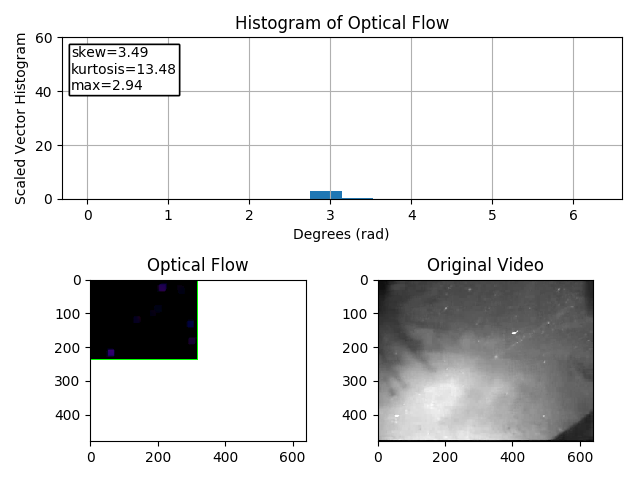 Histogram of Optical Flow
Scaled Vector Histogram
60
40
20
0
skew=3.49
kurtosis=13.48
max=2.94
0 1 2 3 4 5 6
Degrees (rad)
Optical Flow
0
100
200
300
400
0 200 400 600
Original Video
0
100
200
300
400
0 200 400 600